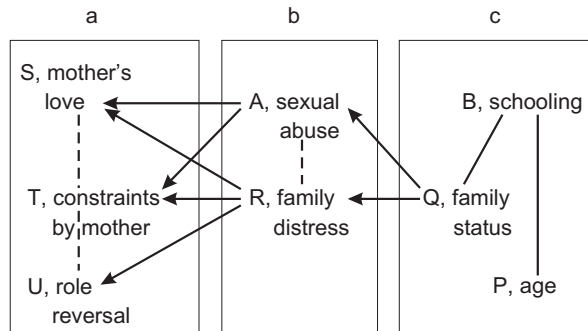 a
b
c
S, mother's
love
A, sexual
abuse
B, schooling
T, constraints
by mother
R, family
distress
Q, family
status
U, role
reversal
P, age